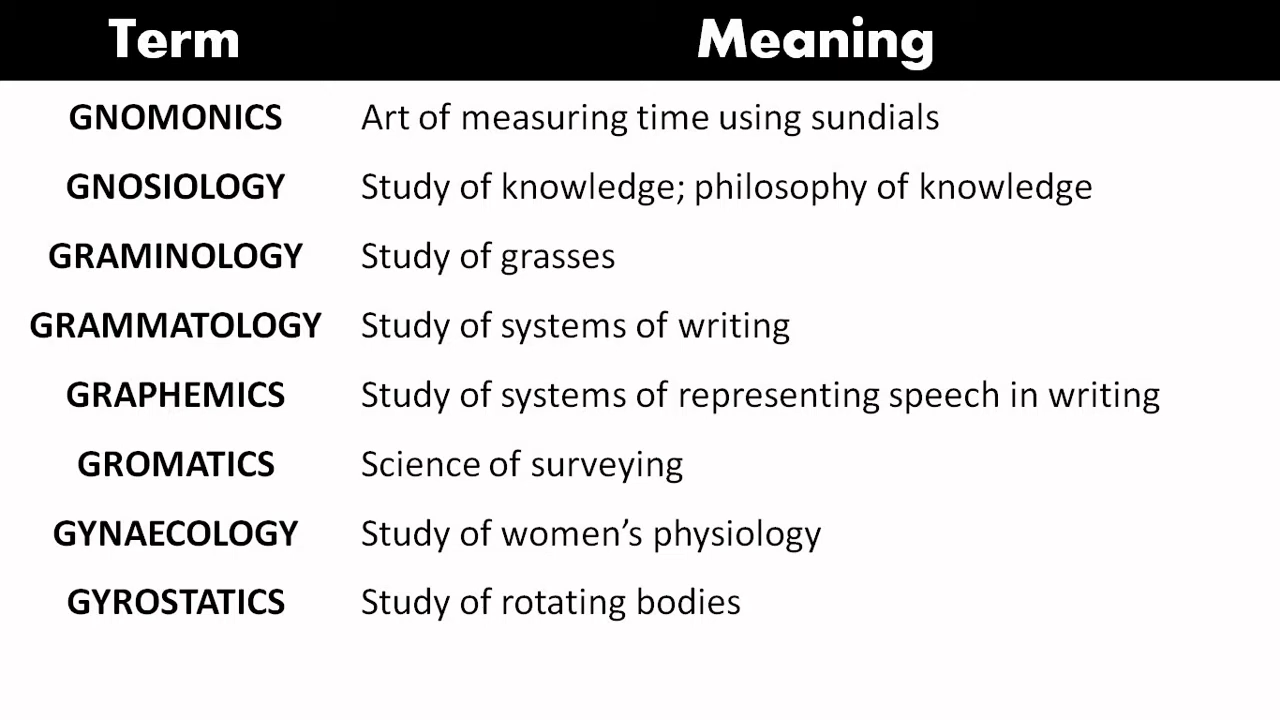 Term Meaning
GNOMONICS Art of measuring time using sundials
GNOSIOLOGY Study of knowledge; philosophy of knowledge
GRAMINOLOGY Study of grasses
GRAMMATOLOGY Study of systems of writing
GRAPHEMICS Study of systems of representing speech in writing
GROMATICS Science of surveying
GYNAECOLOGY Study of women’s physiology
GYROSTATICS Study of rotating bodies